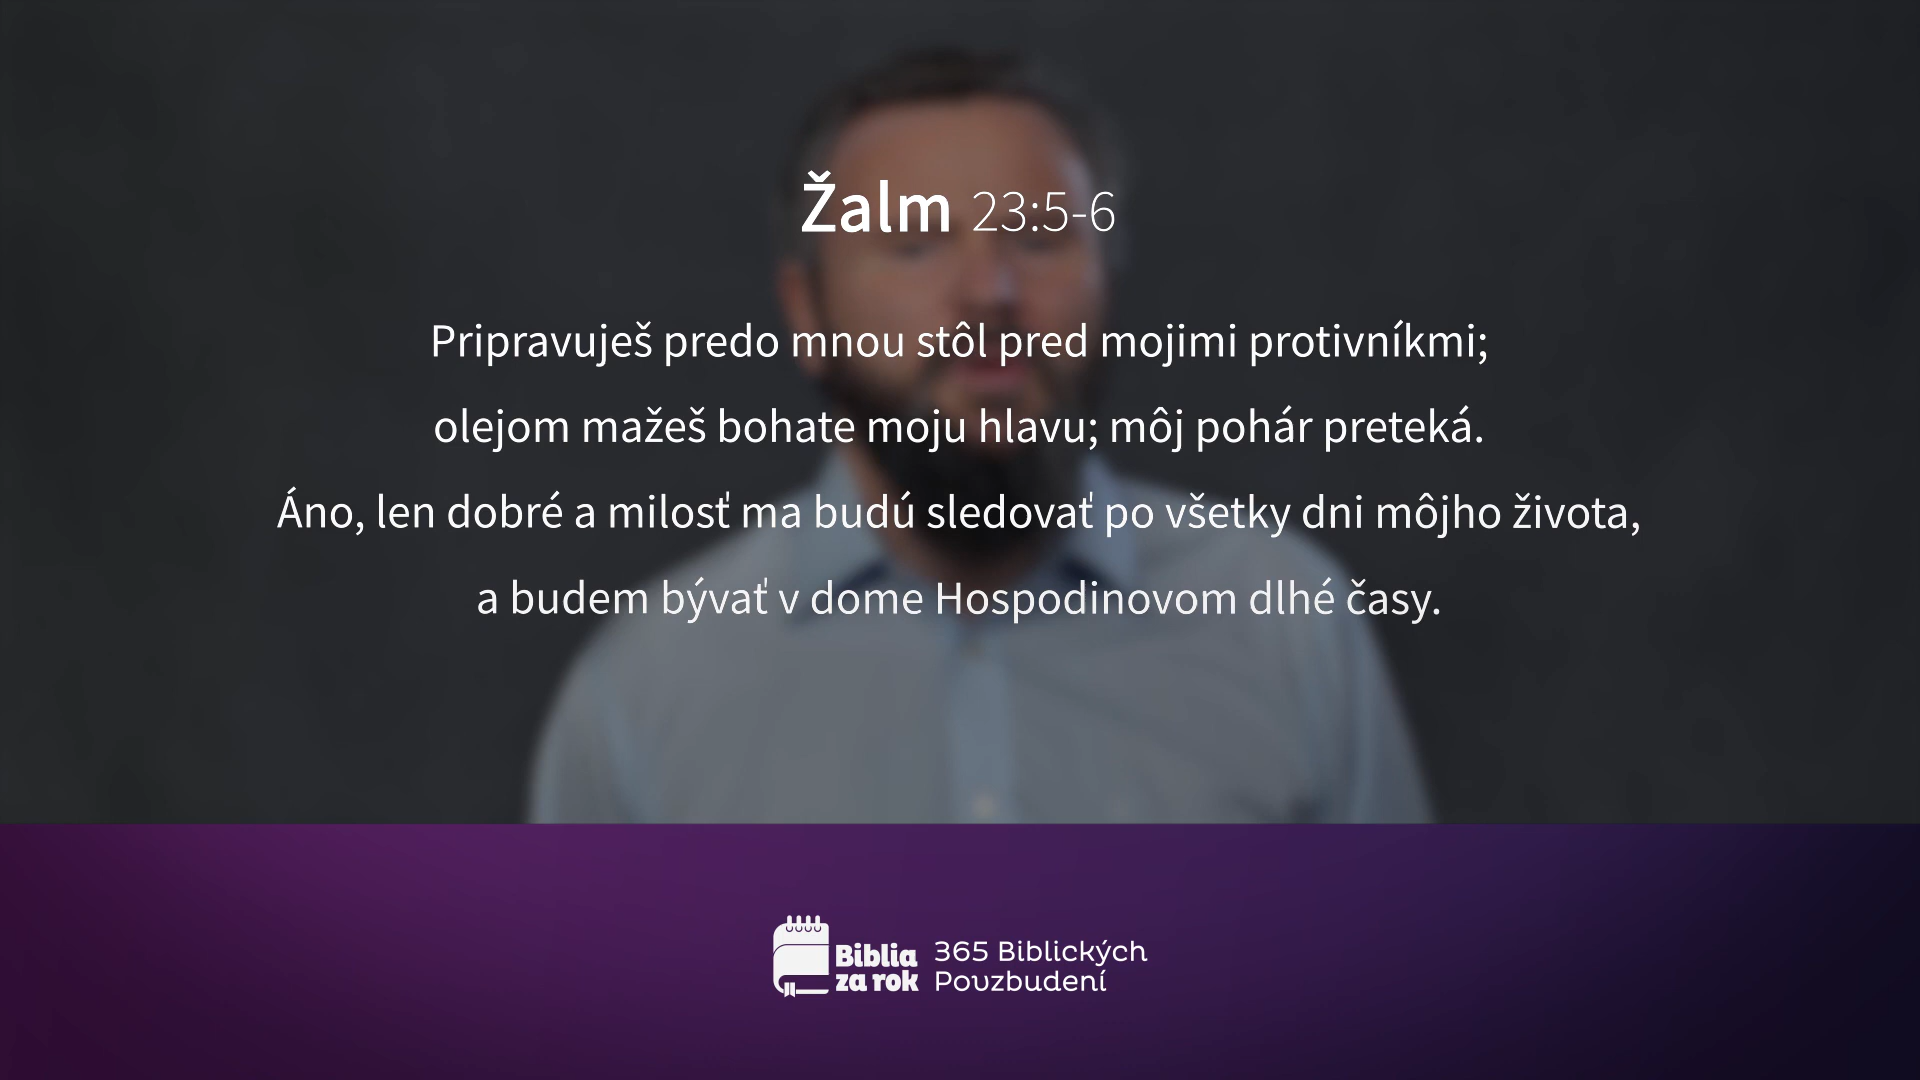 Žalm 23:5-6
Pripravuješ predo mnou stôl pred mojimi protivníkmi;
olejom mažeš bohate moju hlavu; môj pohár preteká.
Áno, len dobré a milosť ma budú sledovať po všetky dni môjho života,
a budem bývať v dome Hospodinovom dlhé časy.
Biblia
za rok
365 Biblických
Povzbudení